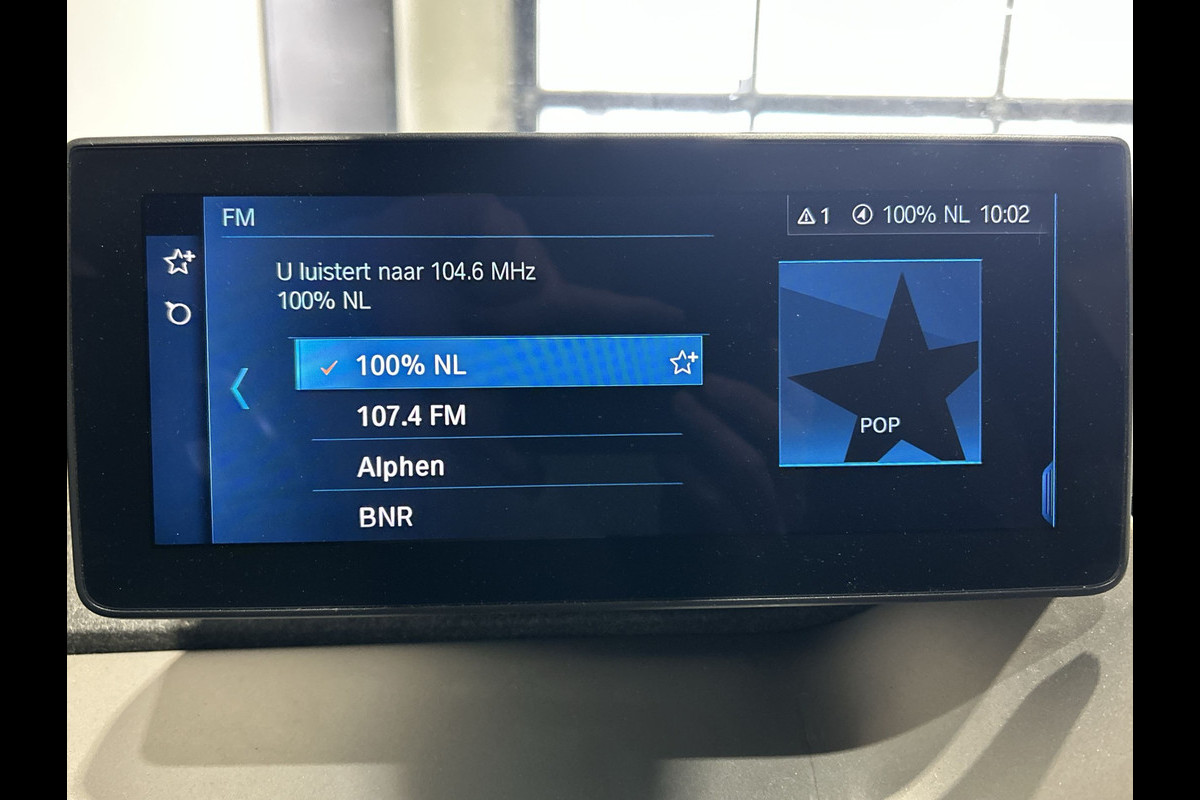 FM
1 100% NL 10:02
U luistert naar 104.6 MHz
100% NL
100% NL
107.4 FM
Alphen
BNR
POP